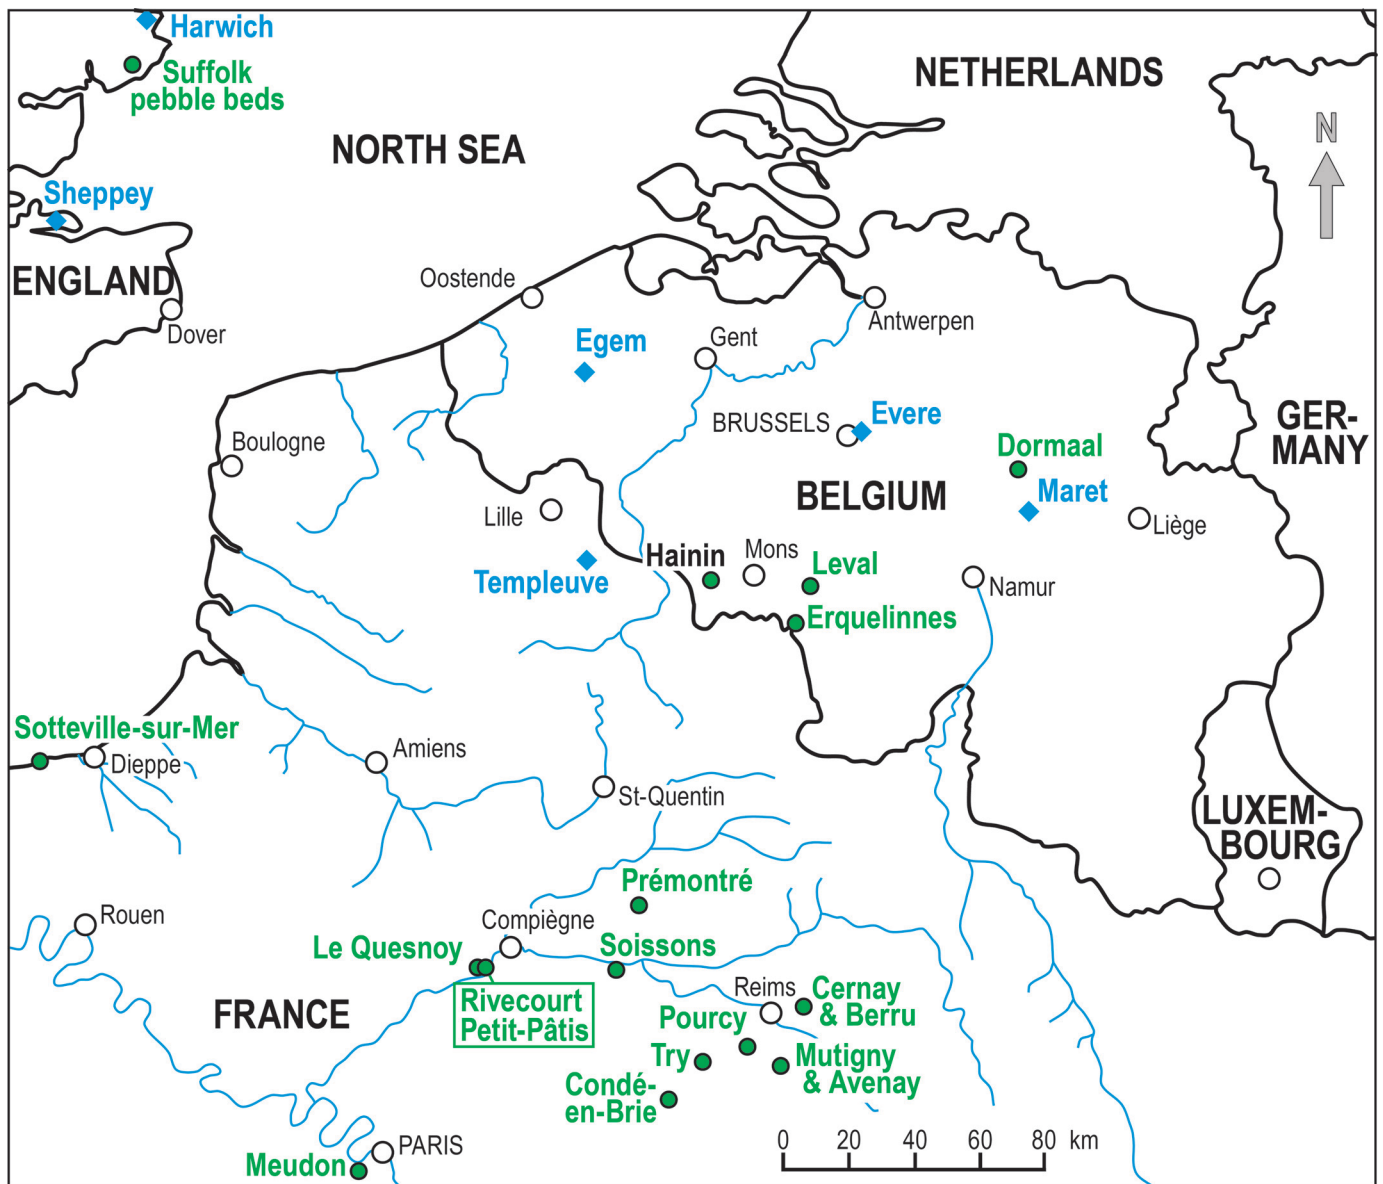 Harwich
Suffolk
pebble beds
NETHERLANDS
N
NORTH SEA
Sheppey
ENGLAND
Dover
Oostende
Antwerpen
Gent
Egem
BRUSSELS
Evere
GER-
MANY
Boulogne
Dormaal
Maret
BELGIUM
Lille
Liège
Hainin
Mons
Leval
Templeuve
Namur
Erquelinnes
Sotteville-sur-Mer
Dieppe
Amiens
St-Quentin
LUXEM-
BOURG
Prémontré
Rouen
Compiègne
Le Quesnoy
Soissons
Rivecourt
Petit-Pâtis
Reims
Cernay
& Berru
FRANCE
Pourcy
Try
Mutigny
& Avenay
Condé-
en-Brie
PARIS
Meudon
0 20 40 60 80 km